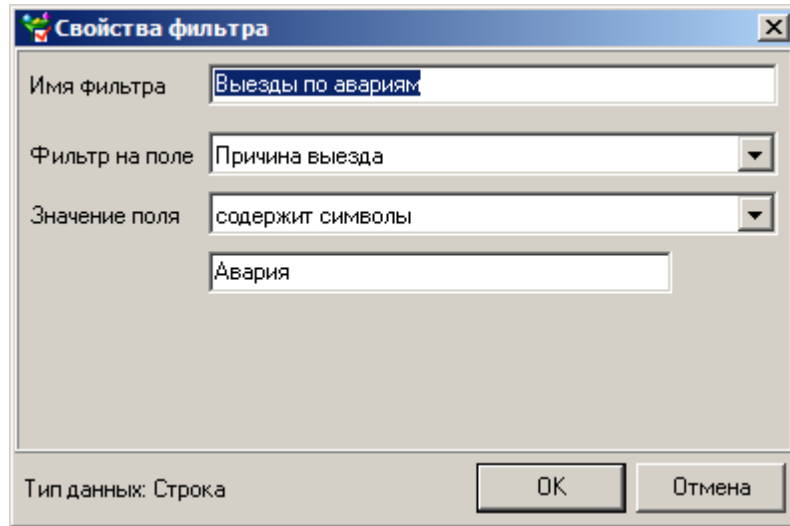 Свойства фильтра
Имя фильтра Выезды по авариям
Фильтр на поле Причина выезда
Значение поля содержит символы
Авария
Тип данных: Строка OK Отмена